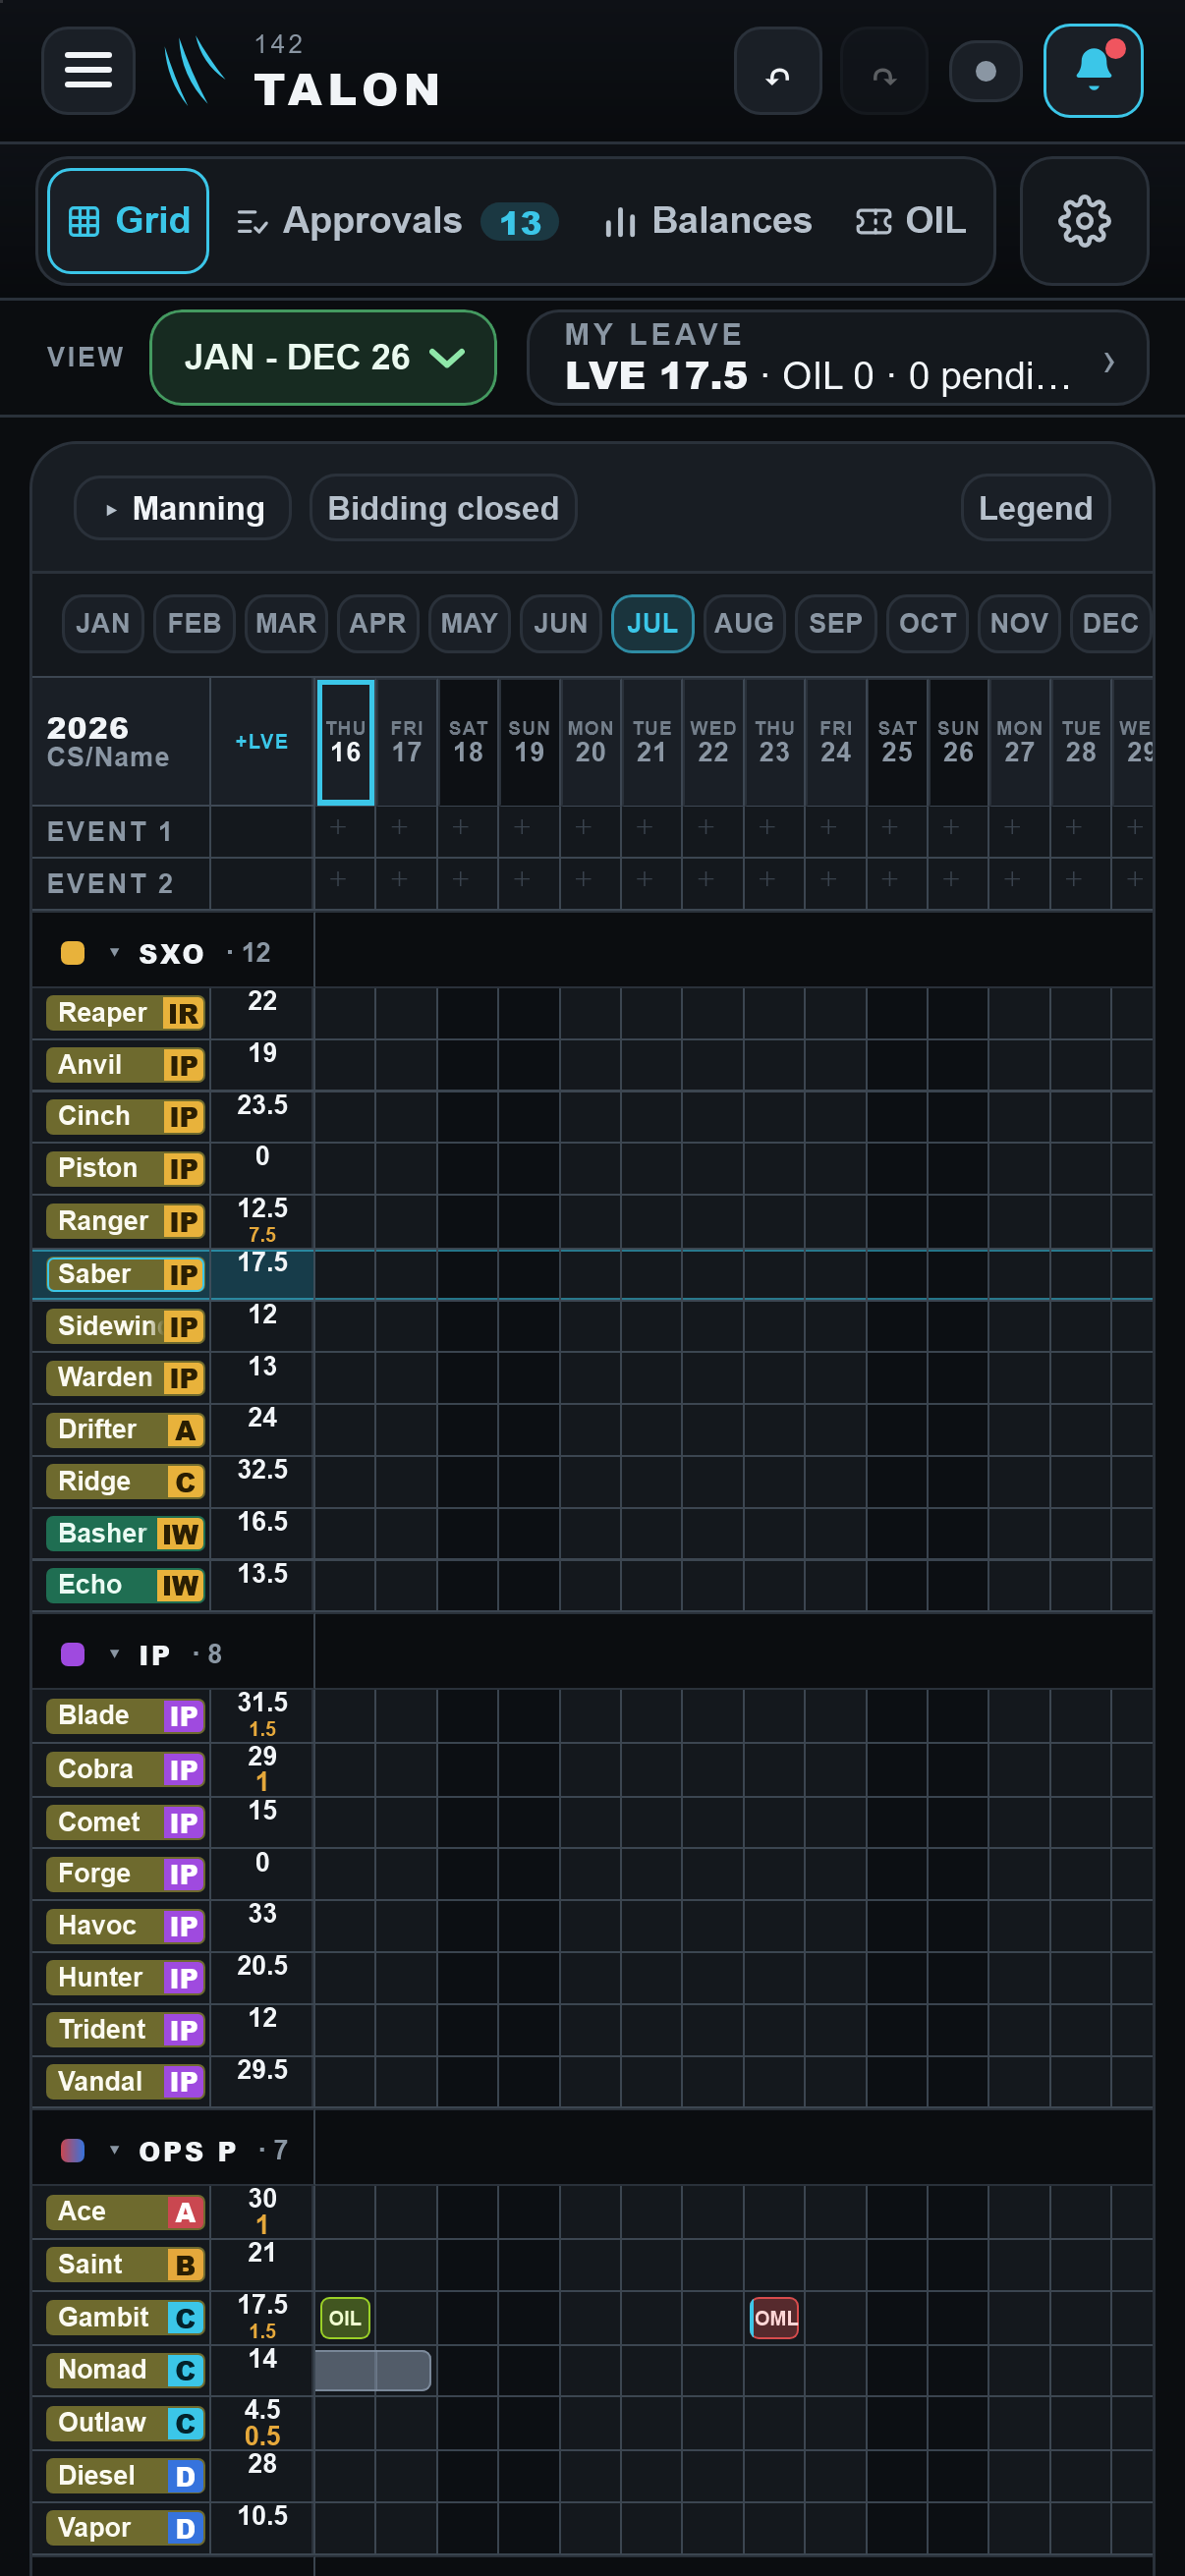 142
TALON
Grid Approvals 13 Balances OIL
VIEW JAN - DEC 26
MY LEAVE
LVE 17.5 · OIL 0 · 0 pendi...
Manning Bidding closed Legend
JAN FEB MAR APR MAY JUN JUL AUG SEP OCT NOV DEC
2026
CS/Name
+LVE
THU FRI SAT SUN MON TUE WED THU FRI SAT SUN MON TUE WE
16 17 18 19 20 21 22 23 24 25 26 27 28 29
EVENT 1 + + + + + + + + + + + + + +
EVENT 2 + + + + + + + + + + + + + +
SXO · 12
Reaper IR 22
Anvil IP 19
Cinch IP 23.5
Piston IP 0
Ranger IP 12.5
7.5
Saber IP 17.5
Sidewin IP 12
Warden IP 13
Drifter A 24
Ridge C 32.5
Basher IW 16.5
Echo IW 13.5
IP · 8
Blade IP 31.5
1.5
Cobra IP 29
1
Comet IP 15
Forge IP 0
Havoc IP 33
Hunter IP 20.5
Trident IP 12
Vandal IP 29.5
OPS P · 7
Ace A 30
1
Saint B 21
Gambit C 17.5 OIL OML
1.5
Nomad C 14
Outlaw C 4.5
0.5
Diesel D 28
Vapor D 10.5